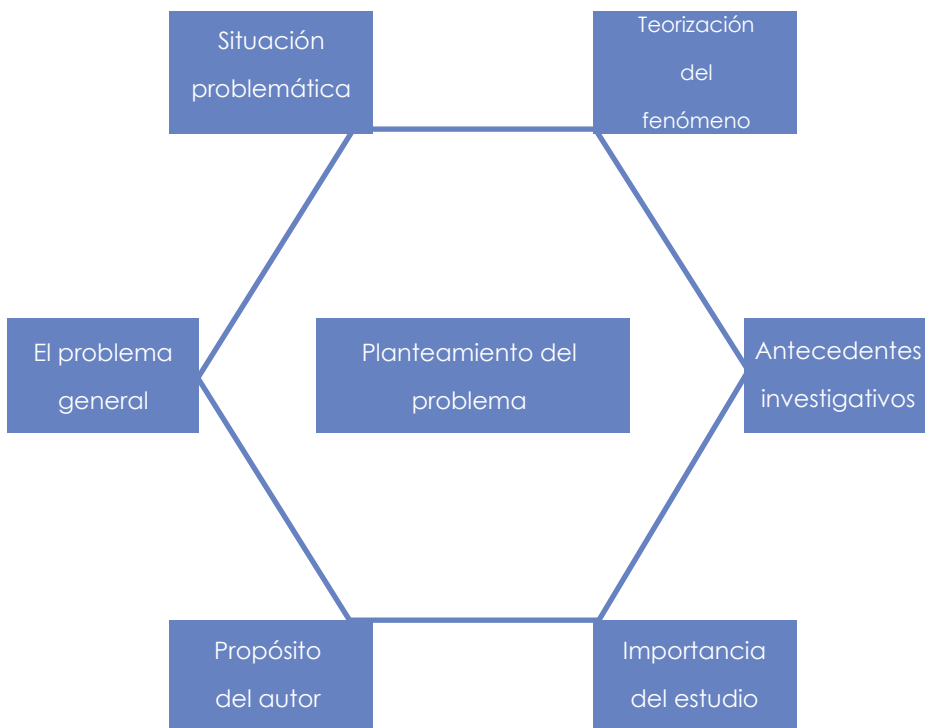 Situación
problemática
Teorización
del
fenómeno
El problema
general
Planteamiento del
problema
Antecedentes
investigativos
Propósito
del autor
Importancia
del estudio